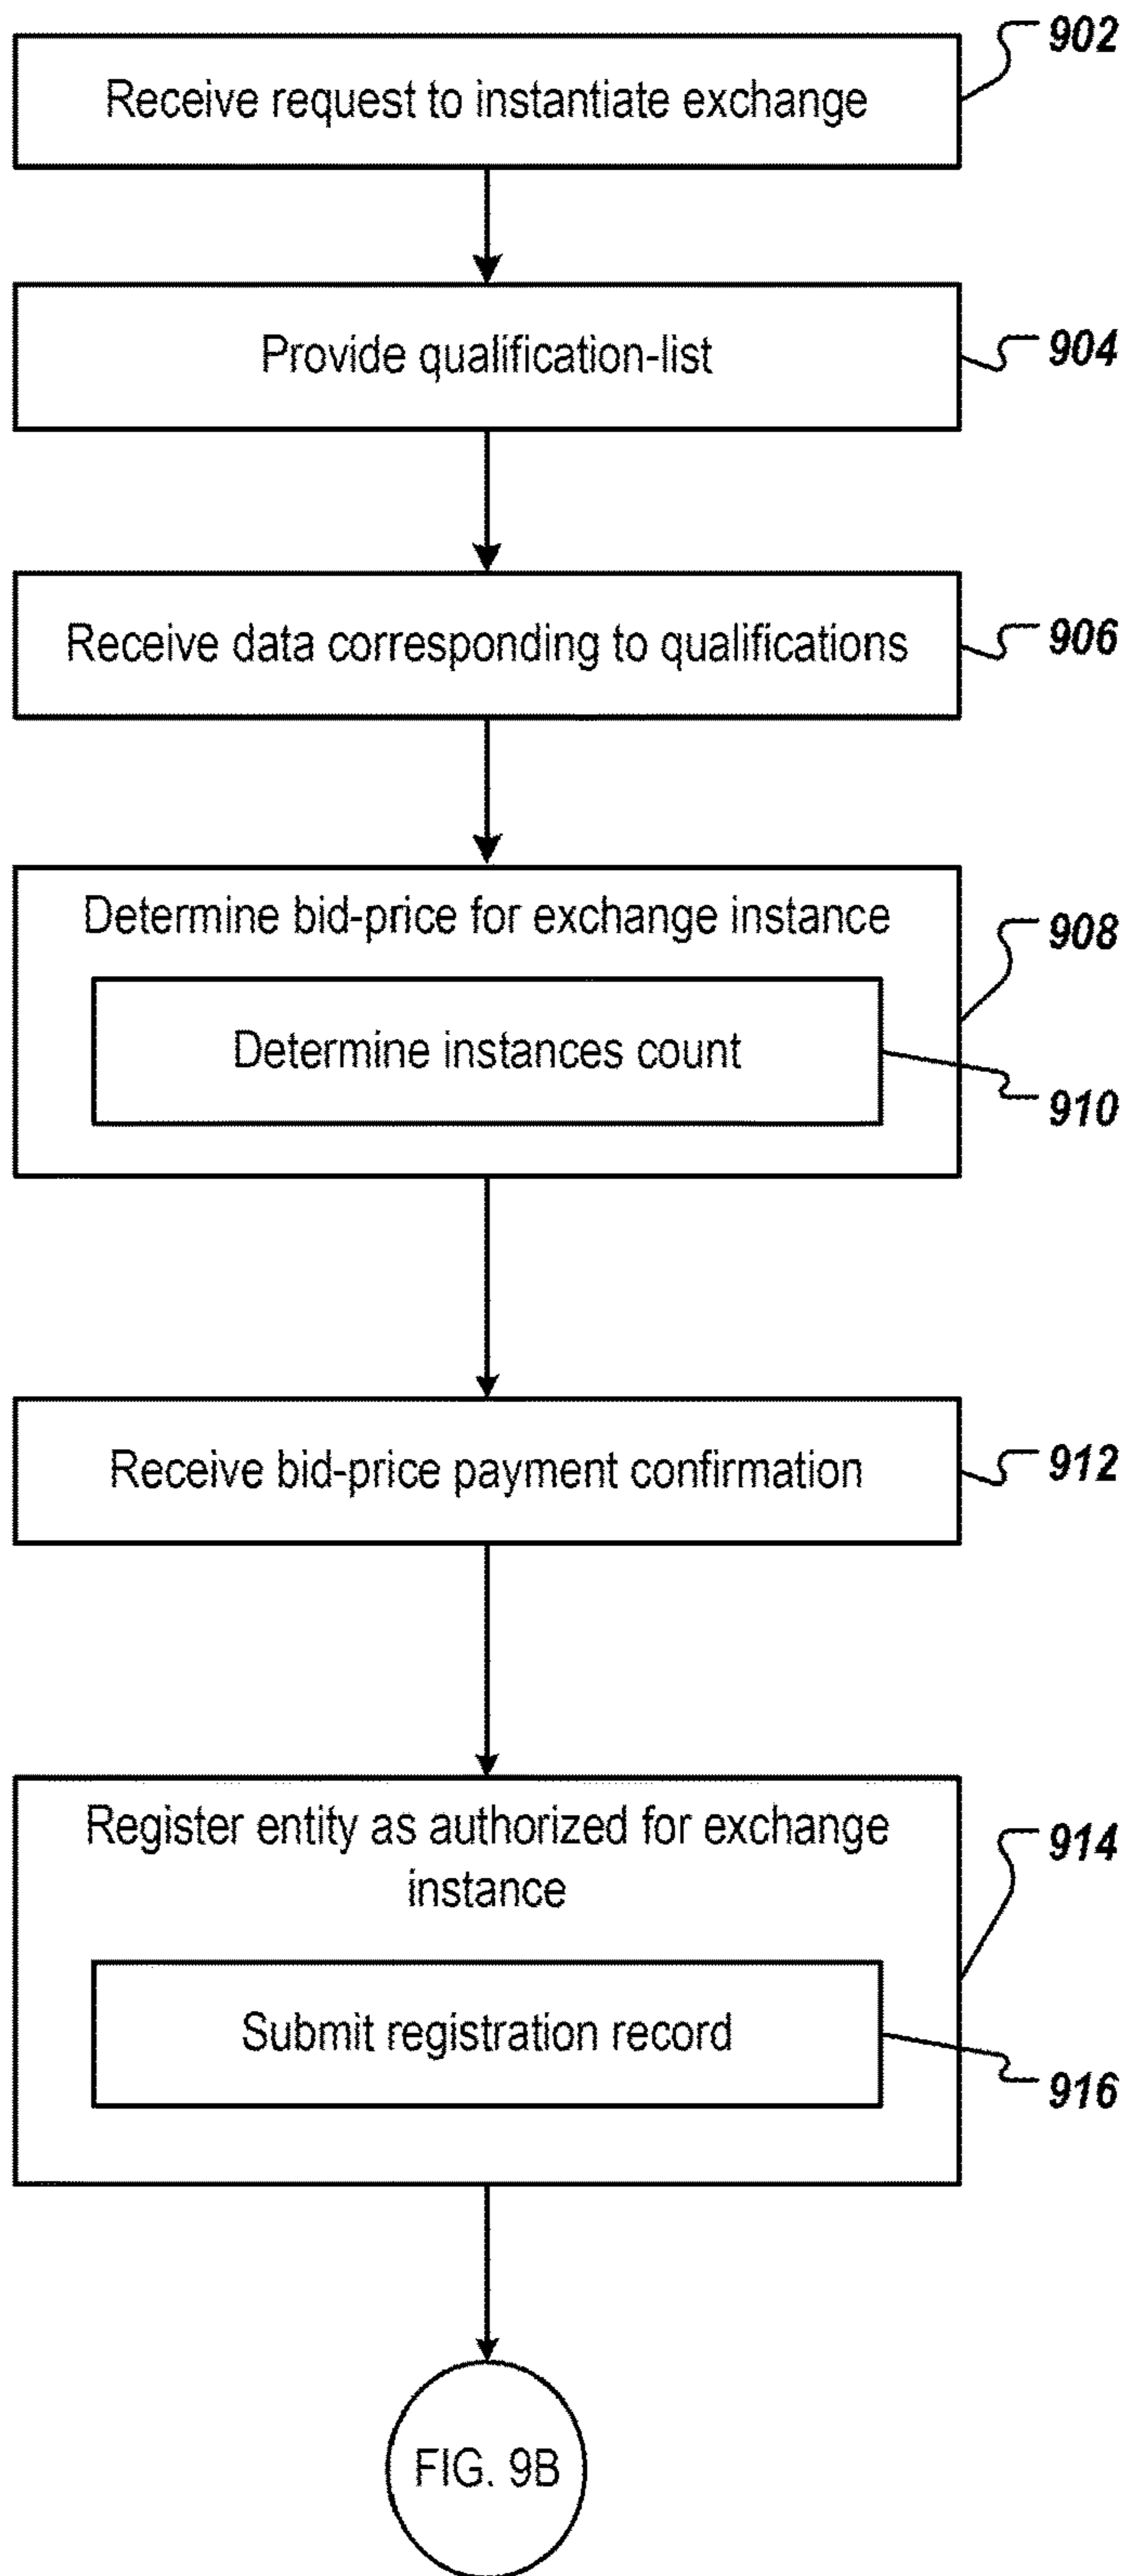 902
Receive request to instantiate exchange
Provide qualification-list
904
Receive data corresponding to qualifications
906
Determine bid-price for exchange instance
908
Determine instances count
910
Receive bid-price payment confirmation
912
Register entity as authorized for exchange
instance
914
Submit registration record
916
FIG. 9B